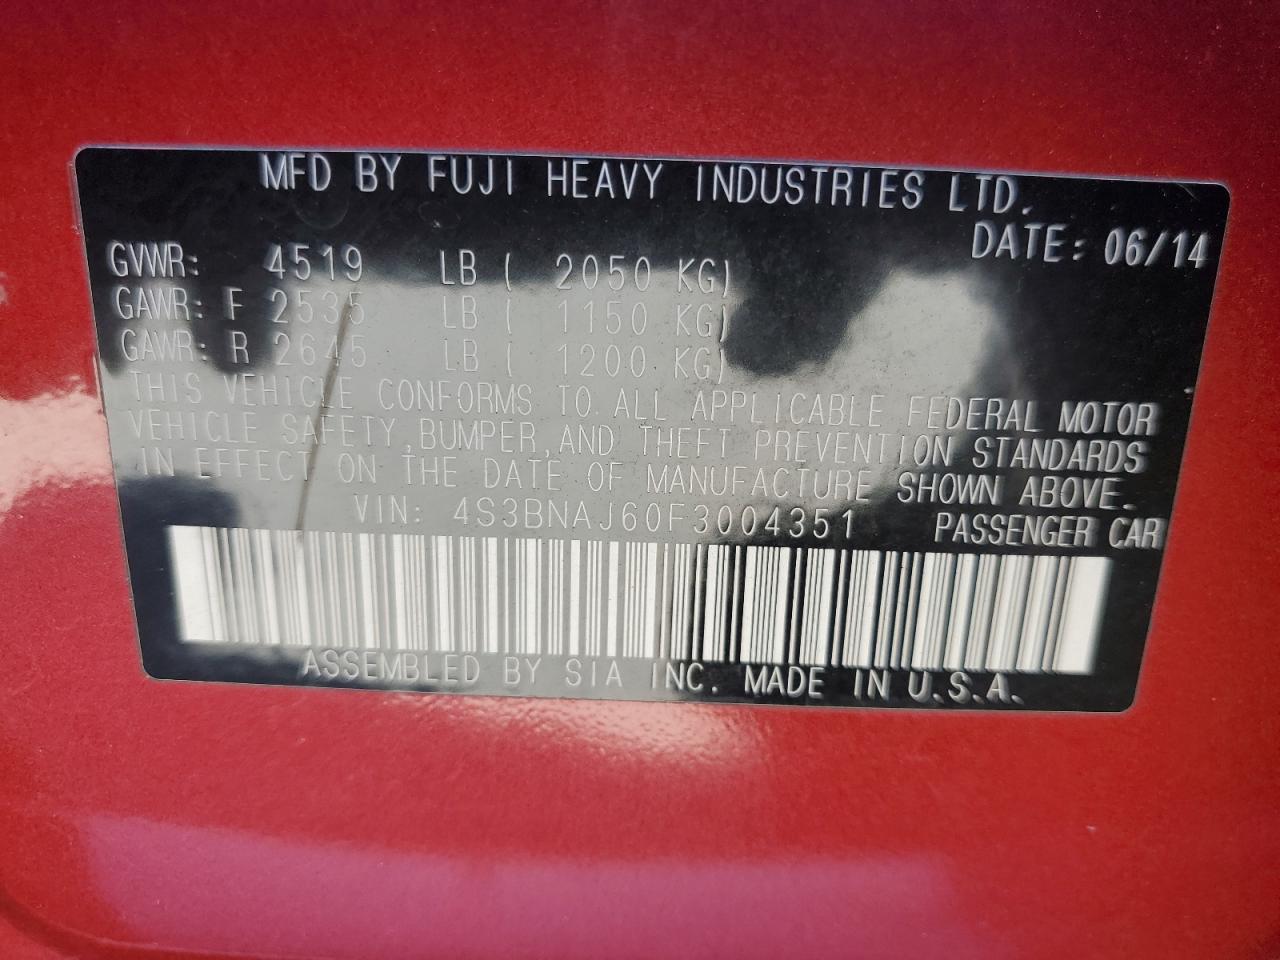 MFD BY FUJI HEAVY INDUSTRIES LTD.
DATE: 06/14
GVWR: 4519 LB ( 2050 KG)
GAWR: F 2535 LB ( 1150 KG)
GAWR: R 2645 LB ( 1200 KG)
THIS VEHICLE CONFORMS TO ALL APPLICABLE FEDERAL MOTOR
VEHICLE SAFETY,BUMPER,AND THEFT PREVENTION STANDARDS
IN EFFECT ON THE DATE OF MANUFACTURE SHOWN ABOVE.
VIN: 4S3BNAJ60F3004351 PASSENGER CAR
ASSEMBLED BY SIA INC. MADE IN U.S.A.